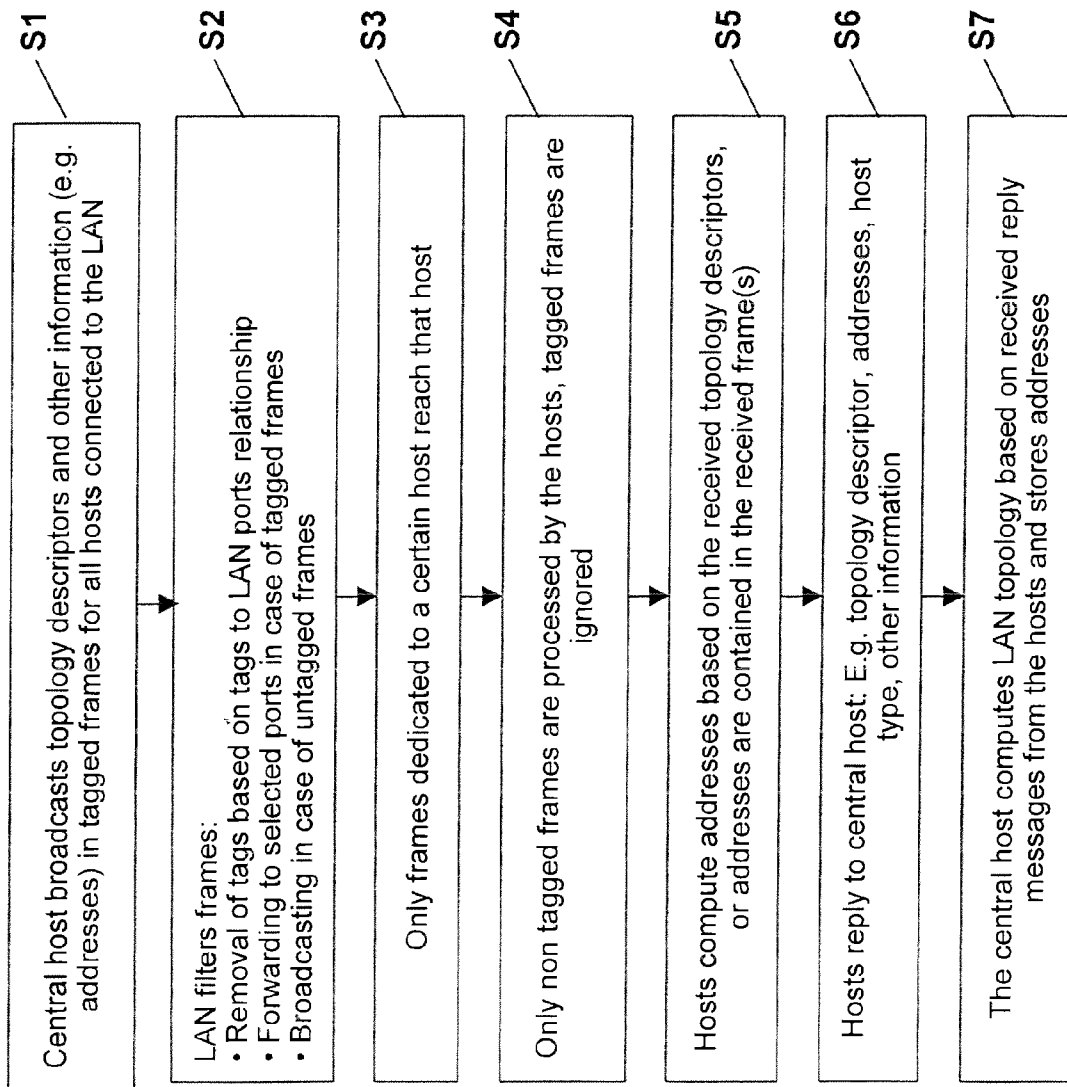 S1
Central host broadcasts topology descriptors and other information (e.g.
addresses) in tagged frames for all hosts connected to the LAN
S2
LAN filters frames:
• Removal of tags based on tags to LAN ports relationship
• Forwarding to selected ports in case of tagged frames
• Broadcasting in case of untagged frames
S3
Only frames dedicated to a certain host reach that host
S4
Only non tagged frames are processed by the hosts, tagged frames are
ignored
S5
Hosts compute addresses based on the received topology descriptors,
or addresses are contained in the received frame(s)
S6
Hosts reply to central host: E.g. topology descriptor, addresses, host
type, other information
S7
The central host computes LAN topology based on received reply
messages from the hosts and stores addresses